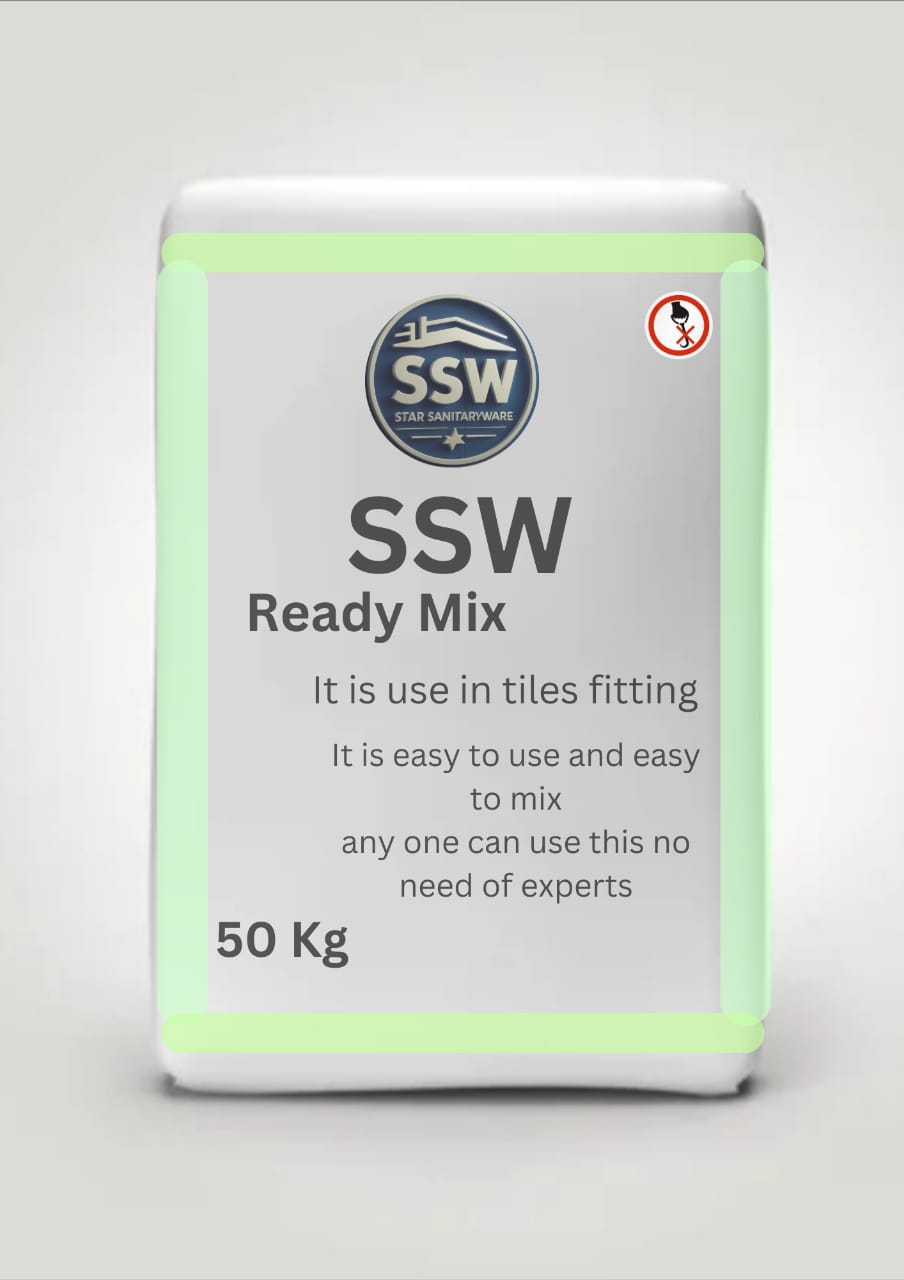 SSW
STAR SANITARYWARE
SSW
Ready Mix
It is use in tiles fitting
It is easy to use and easy
to mix
any one can use this no
need of experts
50 Kg